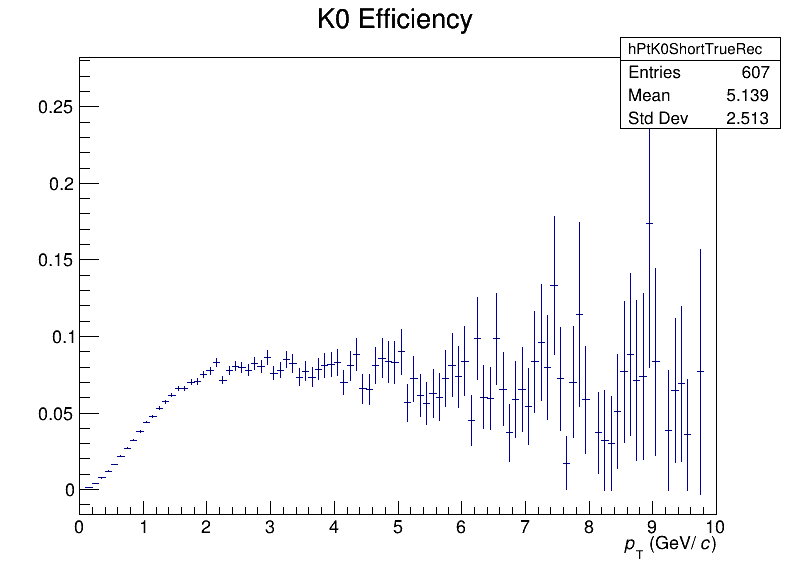 K0 Efficiency
hPtK0ShortTrueRec
Entries 607
Mean 5.139
Std Dev 2.513
0.25
0.2
0.15
0.1
0.05
0
0 1 2 3 4 5 6 7 8 9 10
p_T (GeV/ c)